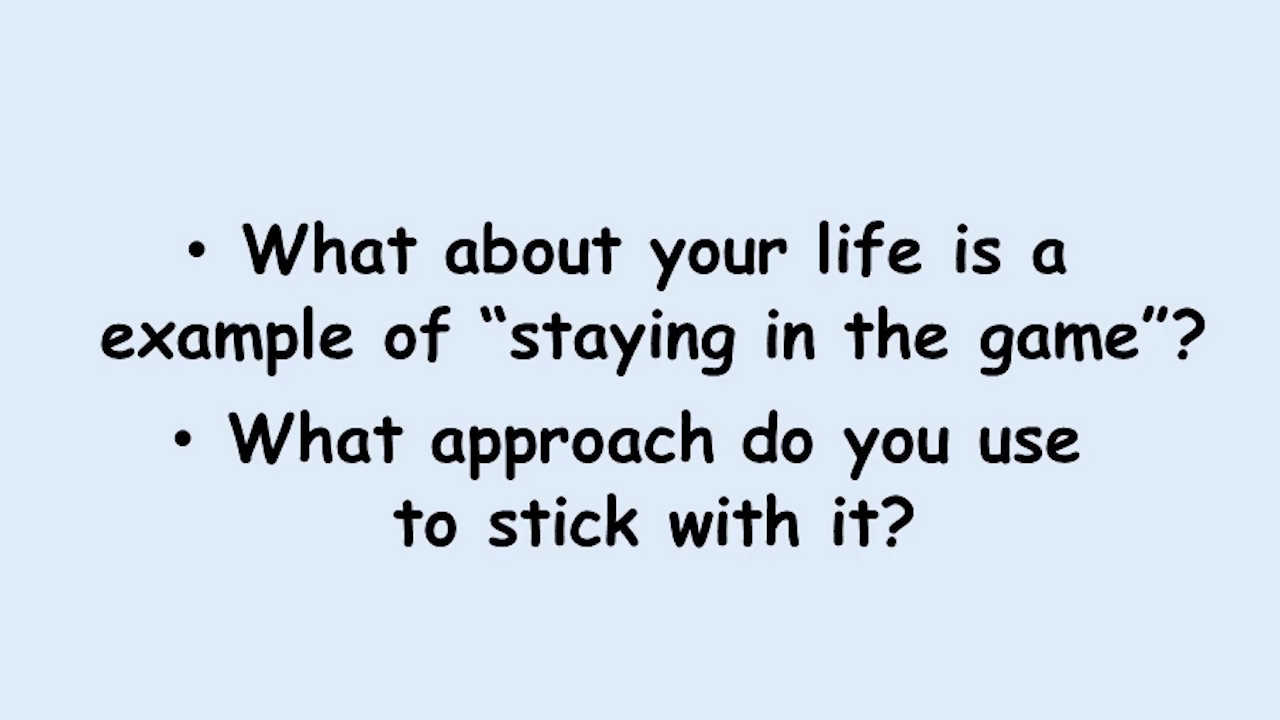 • What about your life is a
example of “staying in the game”?
• What approach do you use
to stick with it?